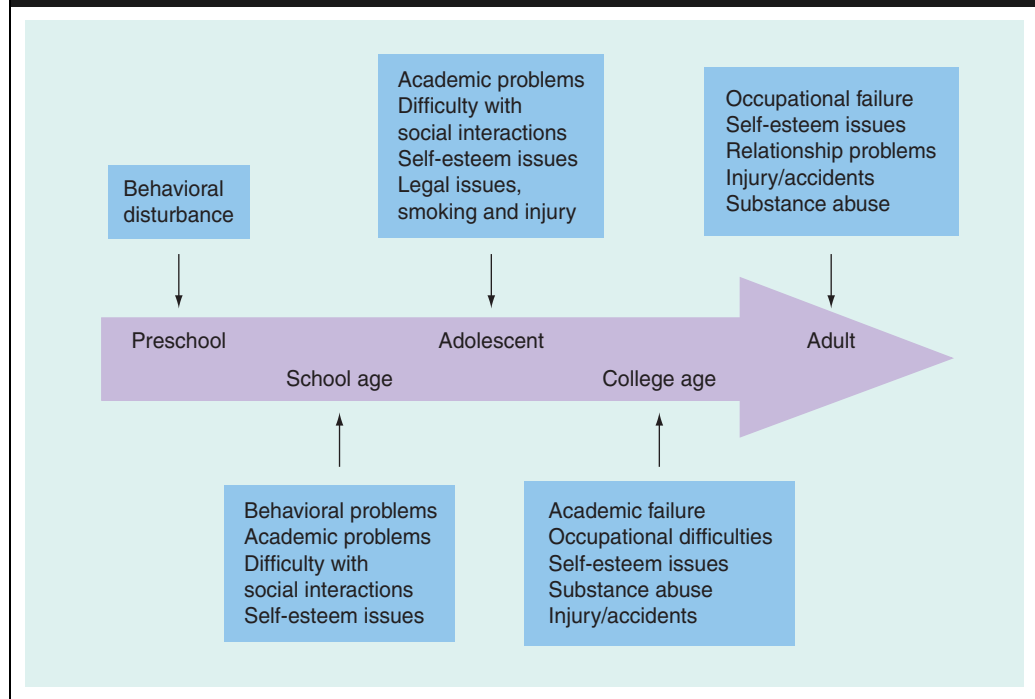 Academic problems
Difficulty with
social interactions
Self-esteem issues
Legal issues,
smoking and injury
Occupational failure
Self-esteem issues
Relationship problems
Injury/accidents
Substance abuse
Behavioral
disturbance
Preschool
Adolescent
Adult
School age
College age
Behavioral problems
Academic problems
Difficulty with
social interactions
Self-esteem issues
Academic failure
Occupational difficulties
Self-esteem issues
Substance abuse
Injury/accidents